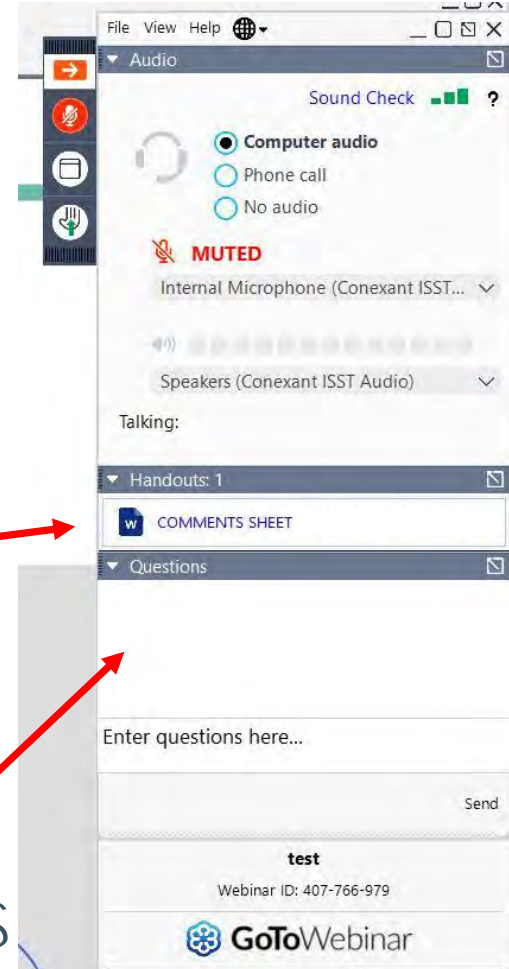 File View Help
Audio
Sound Check ?
Computer audio
Phone call
No audio
MUTED
Internal Microphone (Conexant ISST...
Speakers (Conexant ISST Audio)
Talking:
Handouts: 1
W COMMENTS SHEET
Questions
Enter questions here...
Send
test
Webinar ID: 407-766-979
GoToWebinar
S